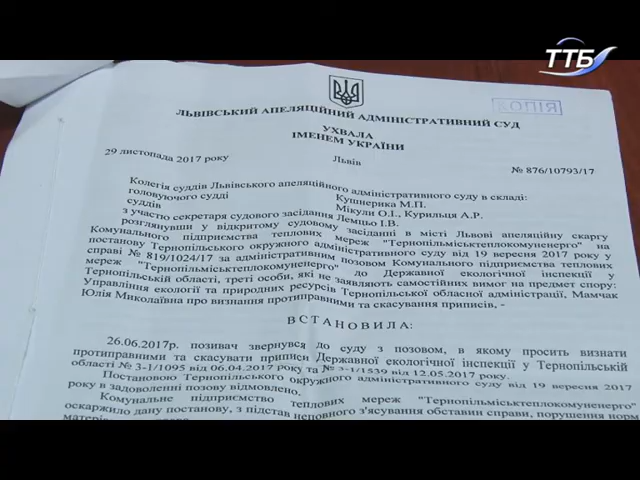 ТТБ
КОПІЯ
ЛЬВІВСЬКИЙ АПЕЛЯЦІЙНИЙ АДМІНІСТРАТИВНИЙ СУД
УХВАЛА
ІМЕНЕМ УКРАЇНИ
29 листопада 2017 року Львів № 876/10793/17
Колегія суддів Львівського апеляційного адміністративного суду в складі:
головуючого судді Кушнерика М.П.
суддів Мікули О.І., Курильця А.Р.
з участю секретаря судового засідання Лемцьо І.В.
розглянувши у відкритому судовому засіданні в місті Львові апеляційну скаргу
Комунального підприємства теплових мереж "Тернопільміськтеплокомуненерго" на
постанову Тернопільського окружного адміністративного суду від 19 вересня 2017 року у
справі № 819/1024/17 за адміністративним позовом Комунального підприємства теплових
мереж "Тернопільміськтеплокомуненерго" до Державної екологічної інспекції у
Тернопільській області, треті особи, які не заявляють самостійних вимог на предмет спору:
Управління екології та природних ресурсів Тернопільської обласної адміністрації, Мамчак
Юлія Миколаївна про визнання протиправними та скасування приписів, -
ВСТАНОВИЛА:
26.06.2017р. позивач звернувся до суду з позовом, в якому просить визнати
протиправними та скасувати приписи Державної екологічної інспекції у Тернопільській
області № 3-1/1095 від 06.04.2017 року та № 3-1/1539 від 12.05.2017 року.
Постановою Тернопільського окружного адміністративного суду від 19 вересня 2017
року в задоволенні позову відмовлено.
Комунальне підприємство теплових мереж "Тернопільміськтеплокомуненерго"
оскаржило дану постанову, з підстав неповного з'ясування обставин справи, порушення норм